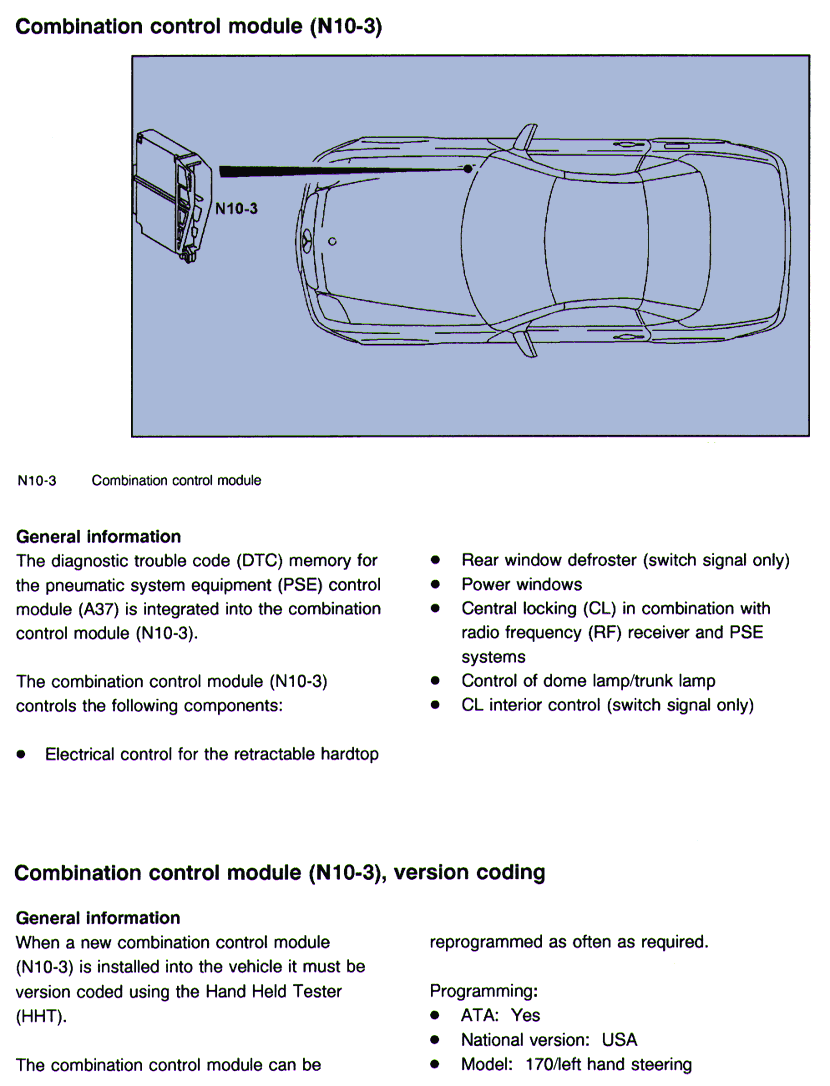 Combination control module (N10-3)
N10-3
N10-3 Combination control module
General information
The diagnostic trouble code (DTC) memory for
the pneumatic system equipment (PSE) control
module (A37) is integrated into the combination
control module (N10-3).
The combination control module (N10-3)
controls the following components:
● Electrical control for the retractable hardtop
● Rear window defroster (switch signal only)
● Power windows
● Central locking (CL) in combination with
radio frequency (RF) receiver and PSE
systems
● Control of dome lamp/trunk lamp
● CL interior control (switch signal only)
Combination control module (N10-3), version coding
General information
When a new combination control module
(N10-3) is installed into the vehicle it must be
version coded using the Hand Held Tester
(HHT).
The combination control module can be
reprogrammed as often as required.
Programming:
● ATA: Yes
● National version: USA
● Model: 170/left hand steering